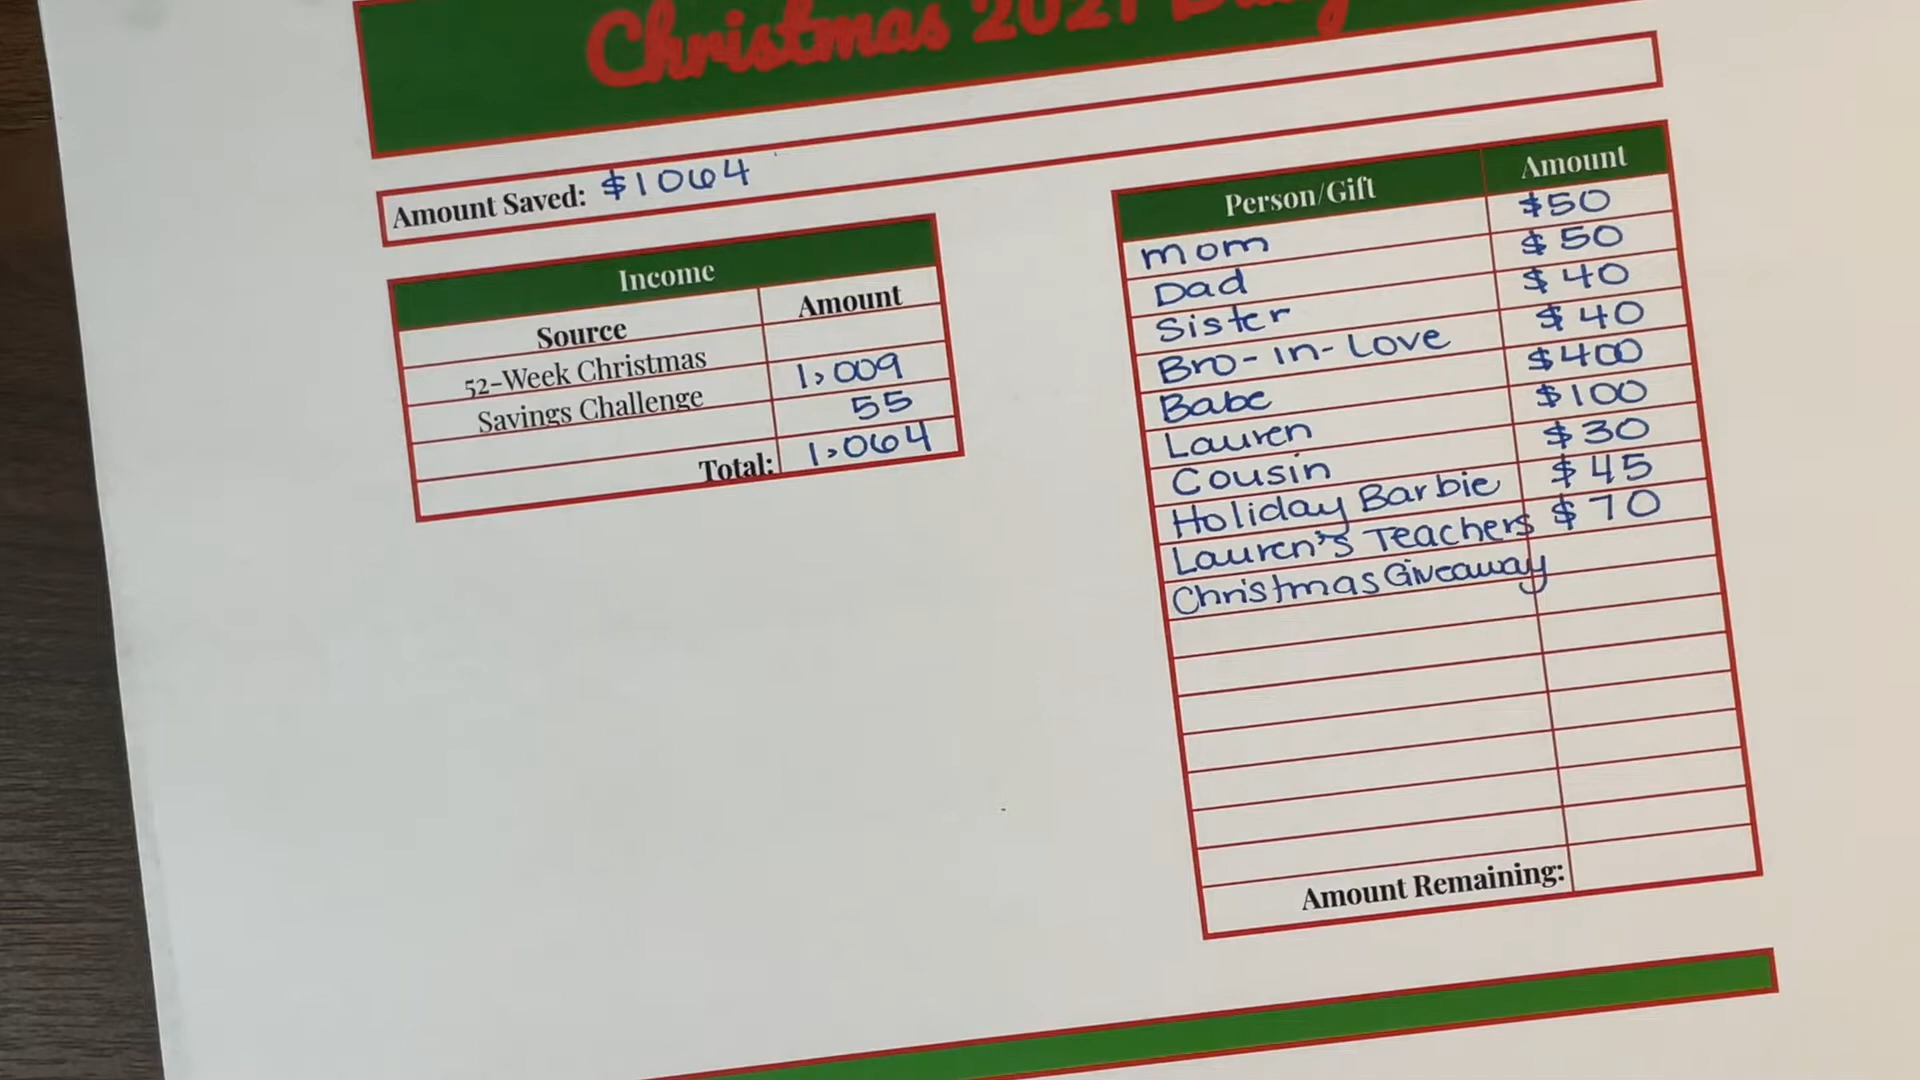 Christmas 2021
Amount Saved: $1064
Income
Source Amount
52-Week Christmas
Savings Challenge 1,009
55
Total: 1,064
Person/Gift Amount
Mom $50
Dad $50
Sister $40
Bro-in-Love $40
Babe $400
Lauren $100
Cousin $30
Holiday Barbie $45
Lauren's Teachers $70
Christmas Giveaway
Amount Remaining: